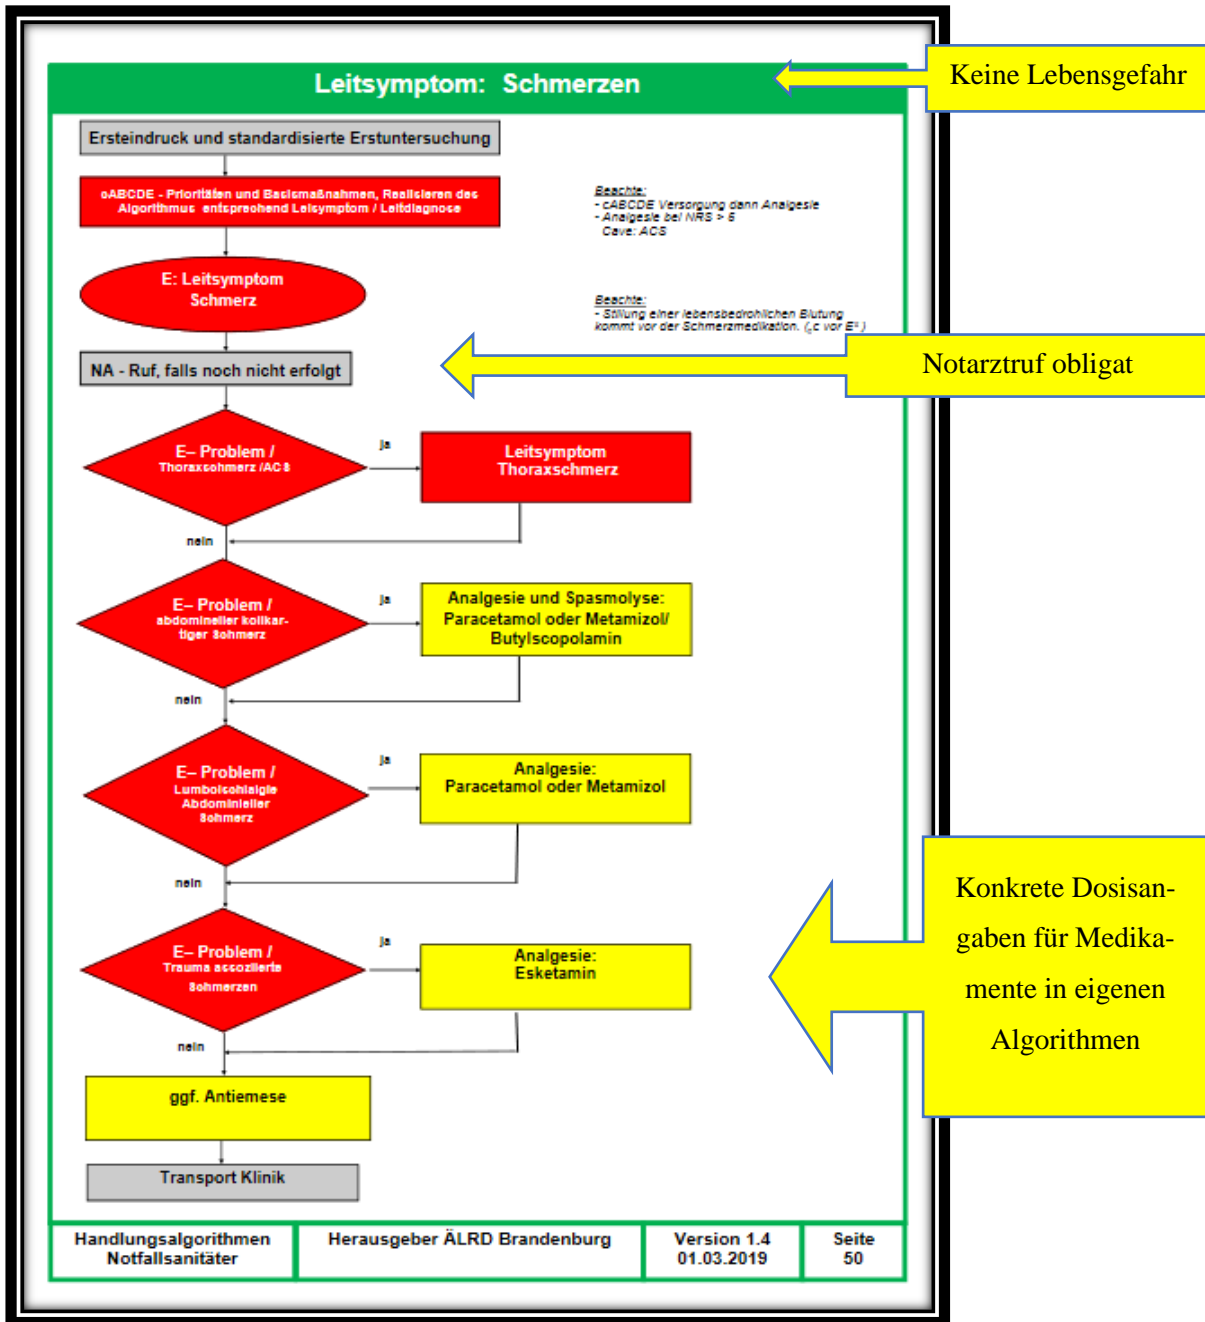 Leitsymptom: Schmerzen
Keine Lebensgefahr
Ersteindruck und standardisierte Erstuntersuchung
cABCDE - Prioritäten und Basismaßnahmen, Realisieren des
Algorithmus entsprechend Leisymptom / Leitdiagnose
Beachte:
- cABCDE Versorgung dann Analgesie
- Analgesie bei NRS > 6
Cave: ACS
E: Leitsymptom
Schmerz
Beachte:
- Stillung einer lebensbedrohlichen Blutung
kommt vor der Schmerzmedikation. („c vor E“ )
NA - Ruf, falls noch nicht erfolgt
Notarztruf obligat
E– Problem /
Thoraxschmerz /ACS
ja
Leitsymptom
Thoraxschmerz
nein
E– Problem /
abdomineller kolikar-
tiger Schmerz
ja
Analgesie und Spasmolyse:
Paracetamol oder Metamizol/
Butylscopolamin
nein
E– Problem /
Lumboischialgie
Abdominieller
Schmerz
ja
Analgesie:
Paracetamol oder Metamizol
nein
E– Problem /
Trauma assoziierte
Schmerzen
ja
Analgesie:
Esketamin
Konkrete Dosisan-
gaben für Medika-
mente in eigenen
Algorithmen
nein
ggf. Antiemese
Transport Klinik
Handlungsalgorithmen
Notfallsanitäter
Herausgeber ÄLRD Brandenburg
Version 1.4
01.03.2019
Seite
50